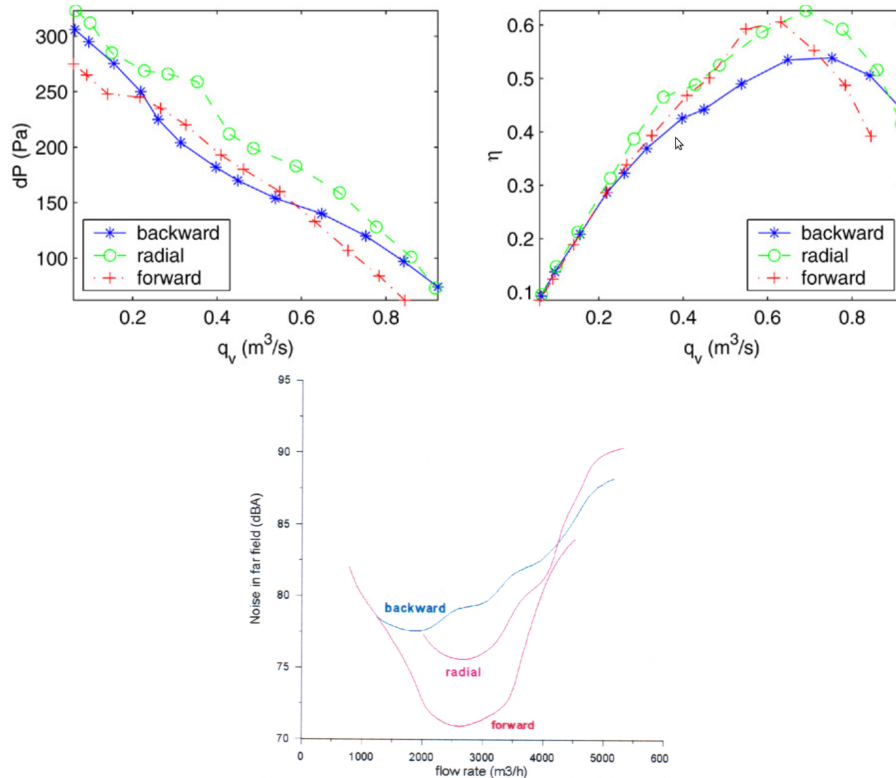 300
250
200
150
100
dP (Pa)
backward
radial
forward
0.2
0.4
0.6
0.8
q_v (m^3/s)
0.6
0.5
0.4
0.3
0.2
0.1
η
backward
radial
forward
0.2
0.4
0.6
0.8
q_v (m^3/s)
95
90
85
80
75
70
Noise in far field (dBA)
backward
radial
forward
0
1000
2000
3000
4000
5000
600
flow rate (m3/h)